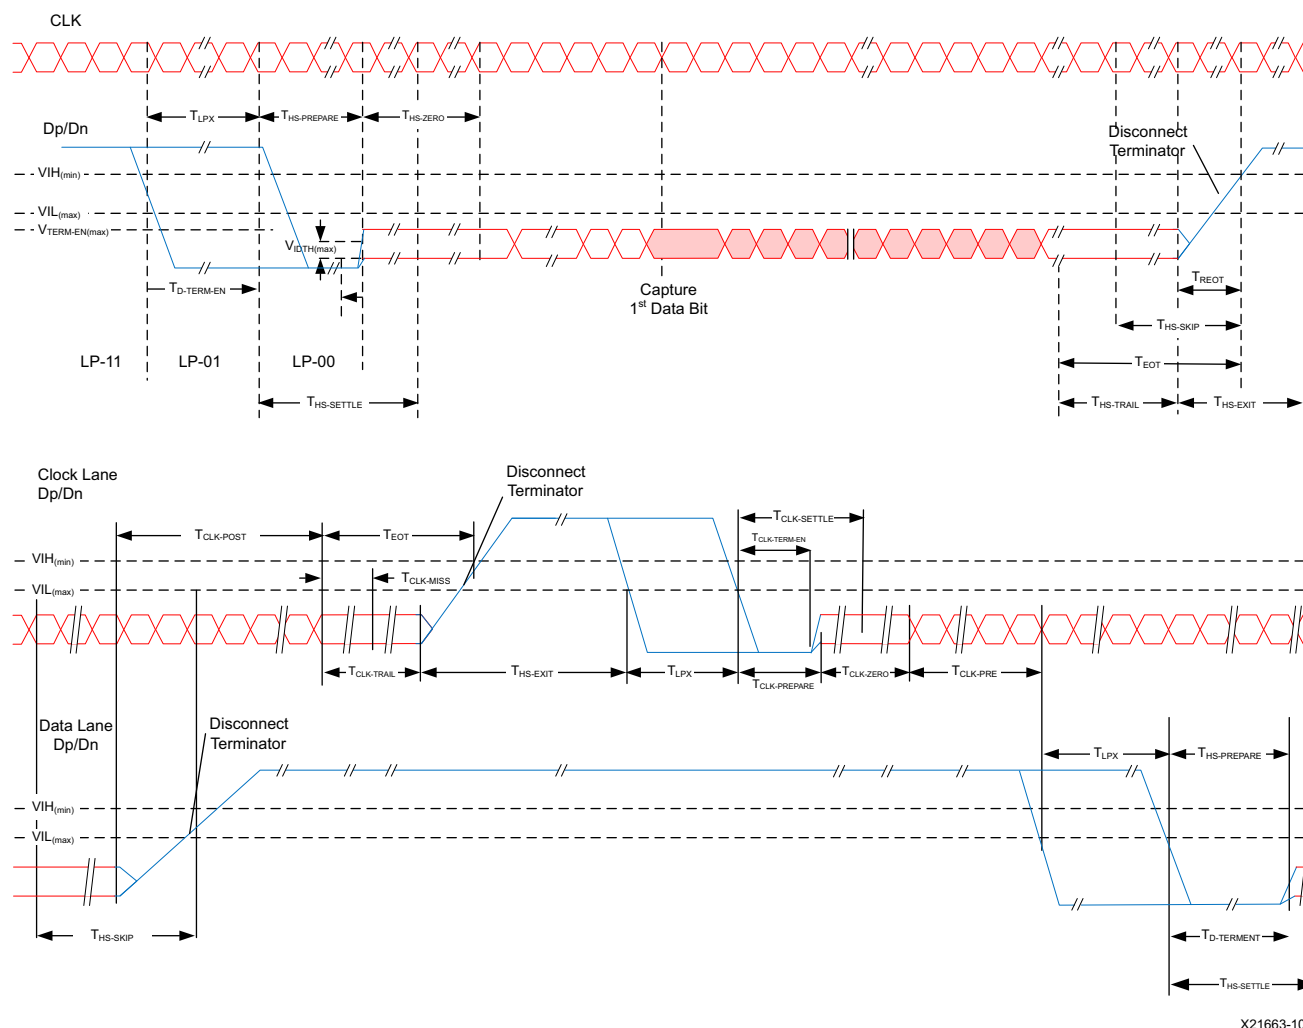 CLK
TLPX
THS-PREPARE
THS-ZERO
Dp/Dn
Disconnect
Terminator
VIH(min)
VIL(max)
VTERM-EN(max)
VIDTH(max)
TD-TERM-EN
Capture
1st Data Bit
TREOT
THS-SKIP
LP-11
LP-01
LP-00
TEOT
THS-SETTLE
THS-TRAIL
THS-EXIT
Clock Lane
Dp/Dn
Disconnect
Terminator
TCLK-POST
TEOT
TCLK-SETTLE
TCLK-TERM-EN
VIH(min)
TCLK-MISS
VIL(max)
TCLK-TRAIL
THS-EXIT
TLPX
TCLK-PREPARE
TCLK-ZERO
TCLK-PRE
Data Lane
Dp/Dn
Disconnect
Terminator
TLPX
THS-PREPARE
VIH(min)
VIL(max)
THS-SKIP
TD-TERMENT
THS-SETTLE
X21663-10